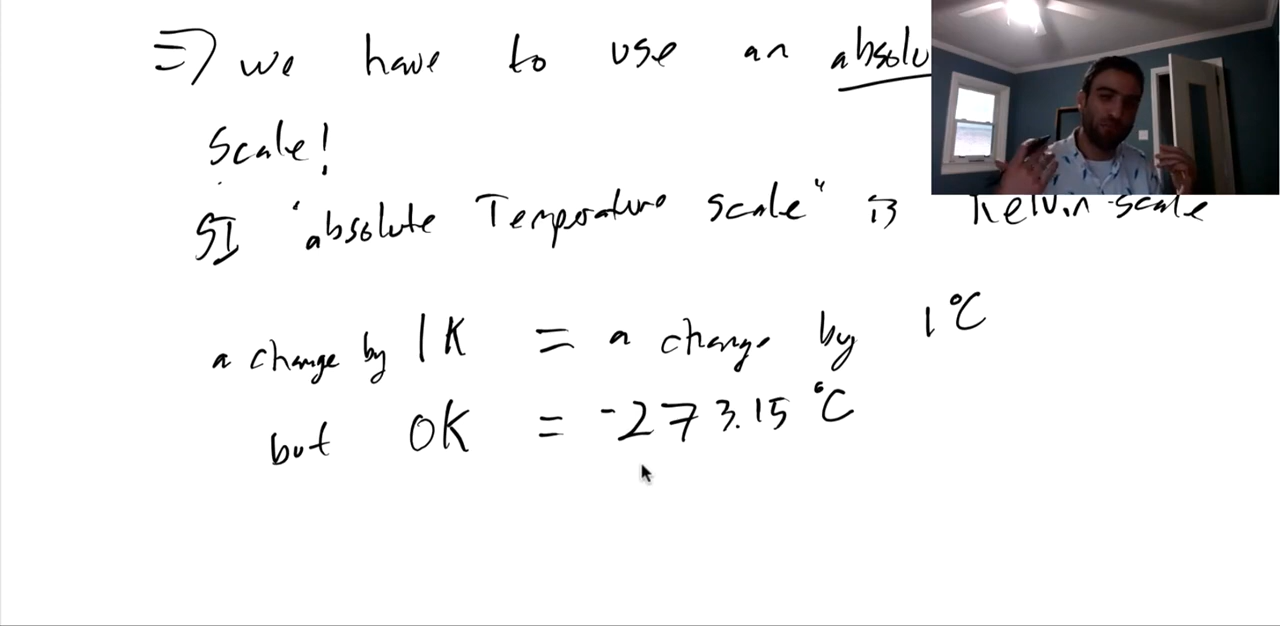 => we have to use an absolu
Scale!
SI "absolute Temperature scale" is Kelvin-scale
a change by 1K = a change by 1°C
but 0K = -273.15 °C